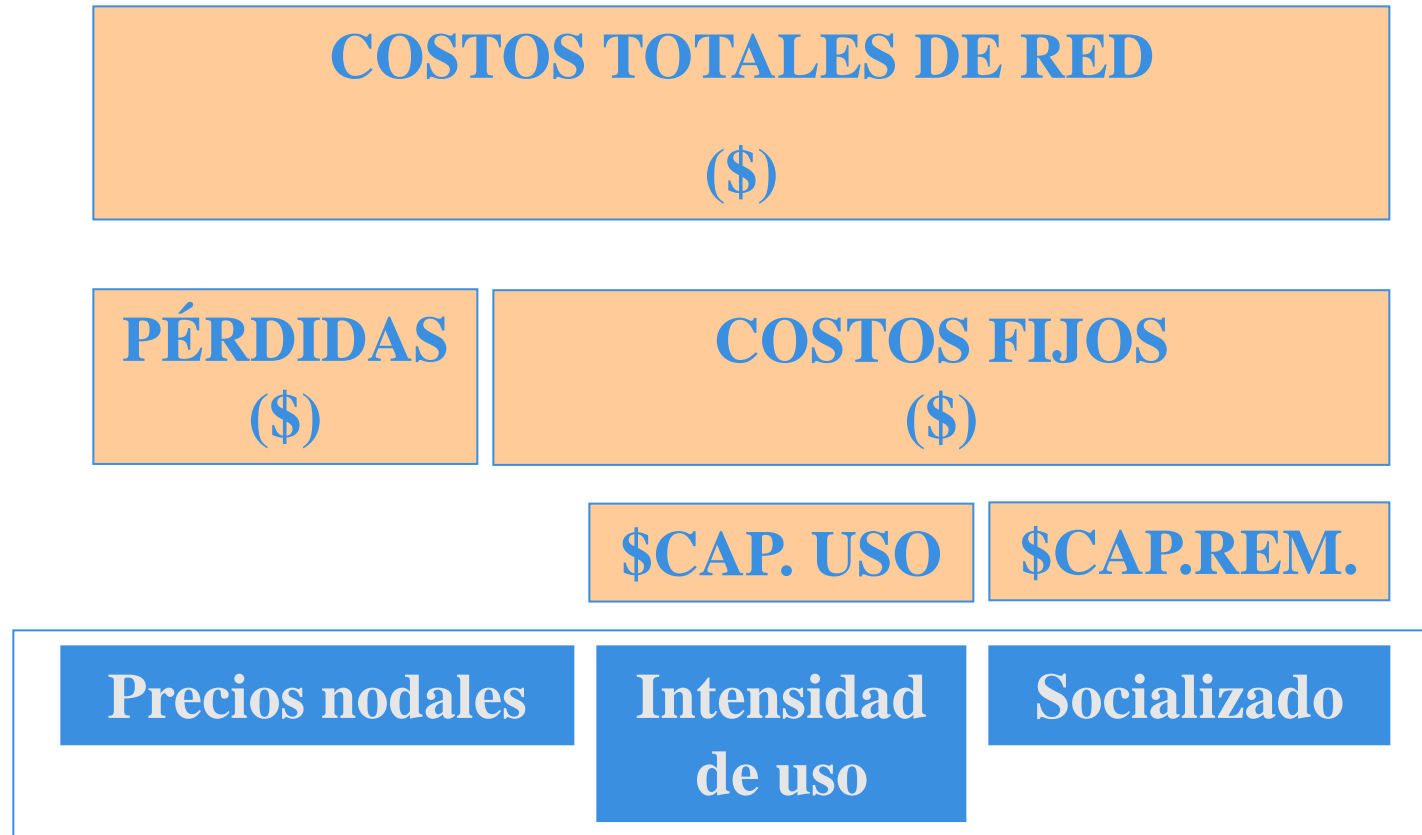 COSTOS TOTALES DE RED
($)
PÉRDIDAS
($)
COSTOS FIJOS
($)
$CAP. USO
$CAP.REM.
Precios nodales
Intensidad
de uso
Socializado